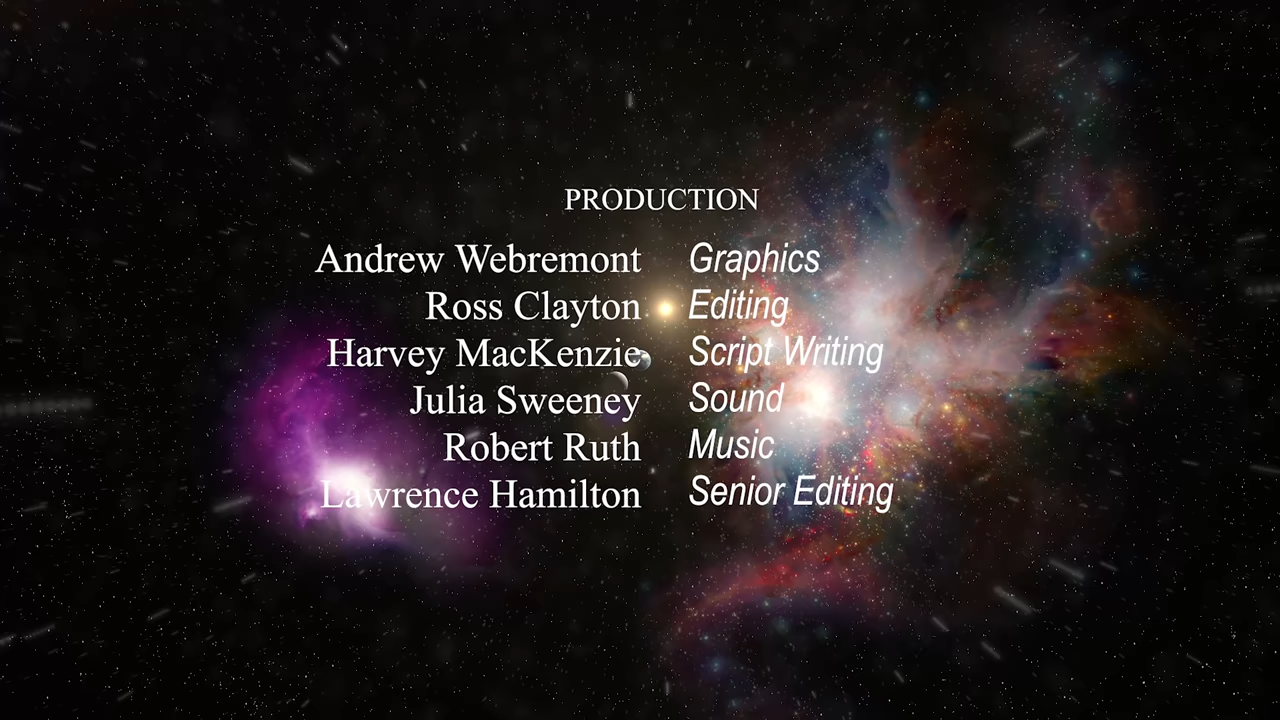 PRODUCTION
Andrew Webremont Graphics
Ross Clayton Editing
Harvey MacKenzie Script Writing
Julia Sweeney Sound
Robert Ruth Music
Lawrence Hamilton Senior Editing